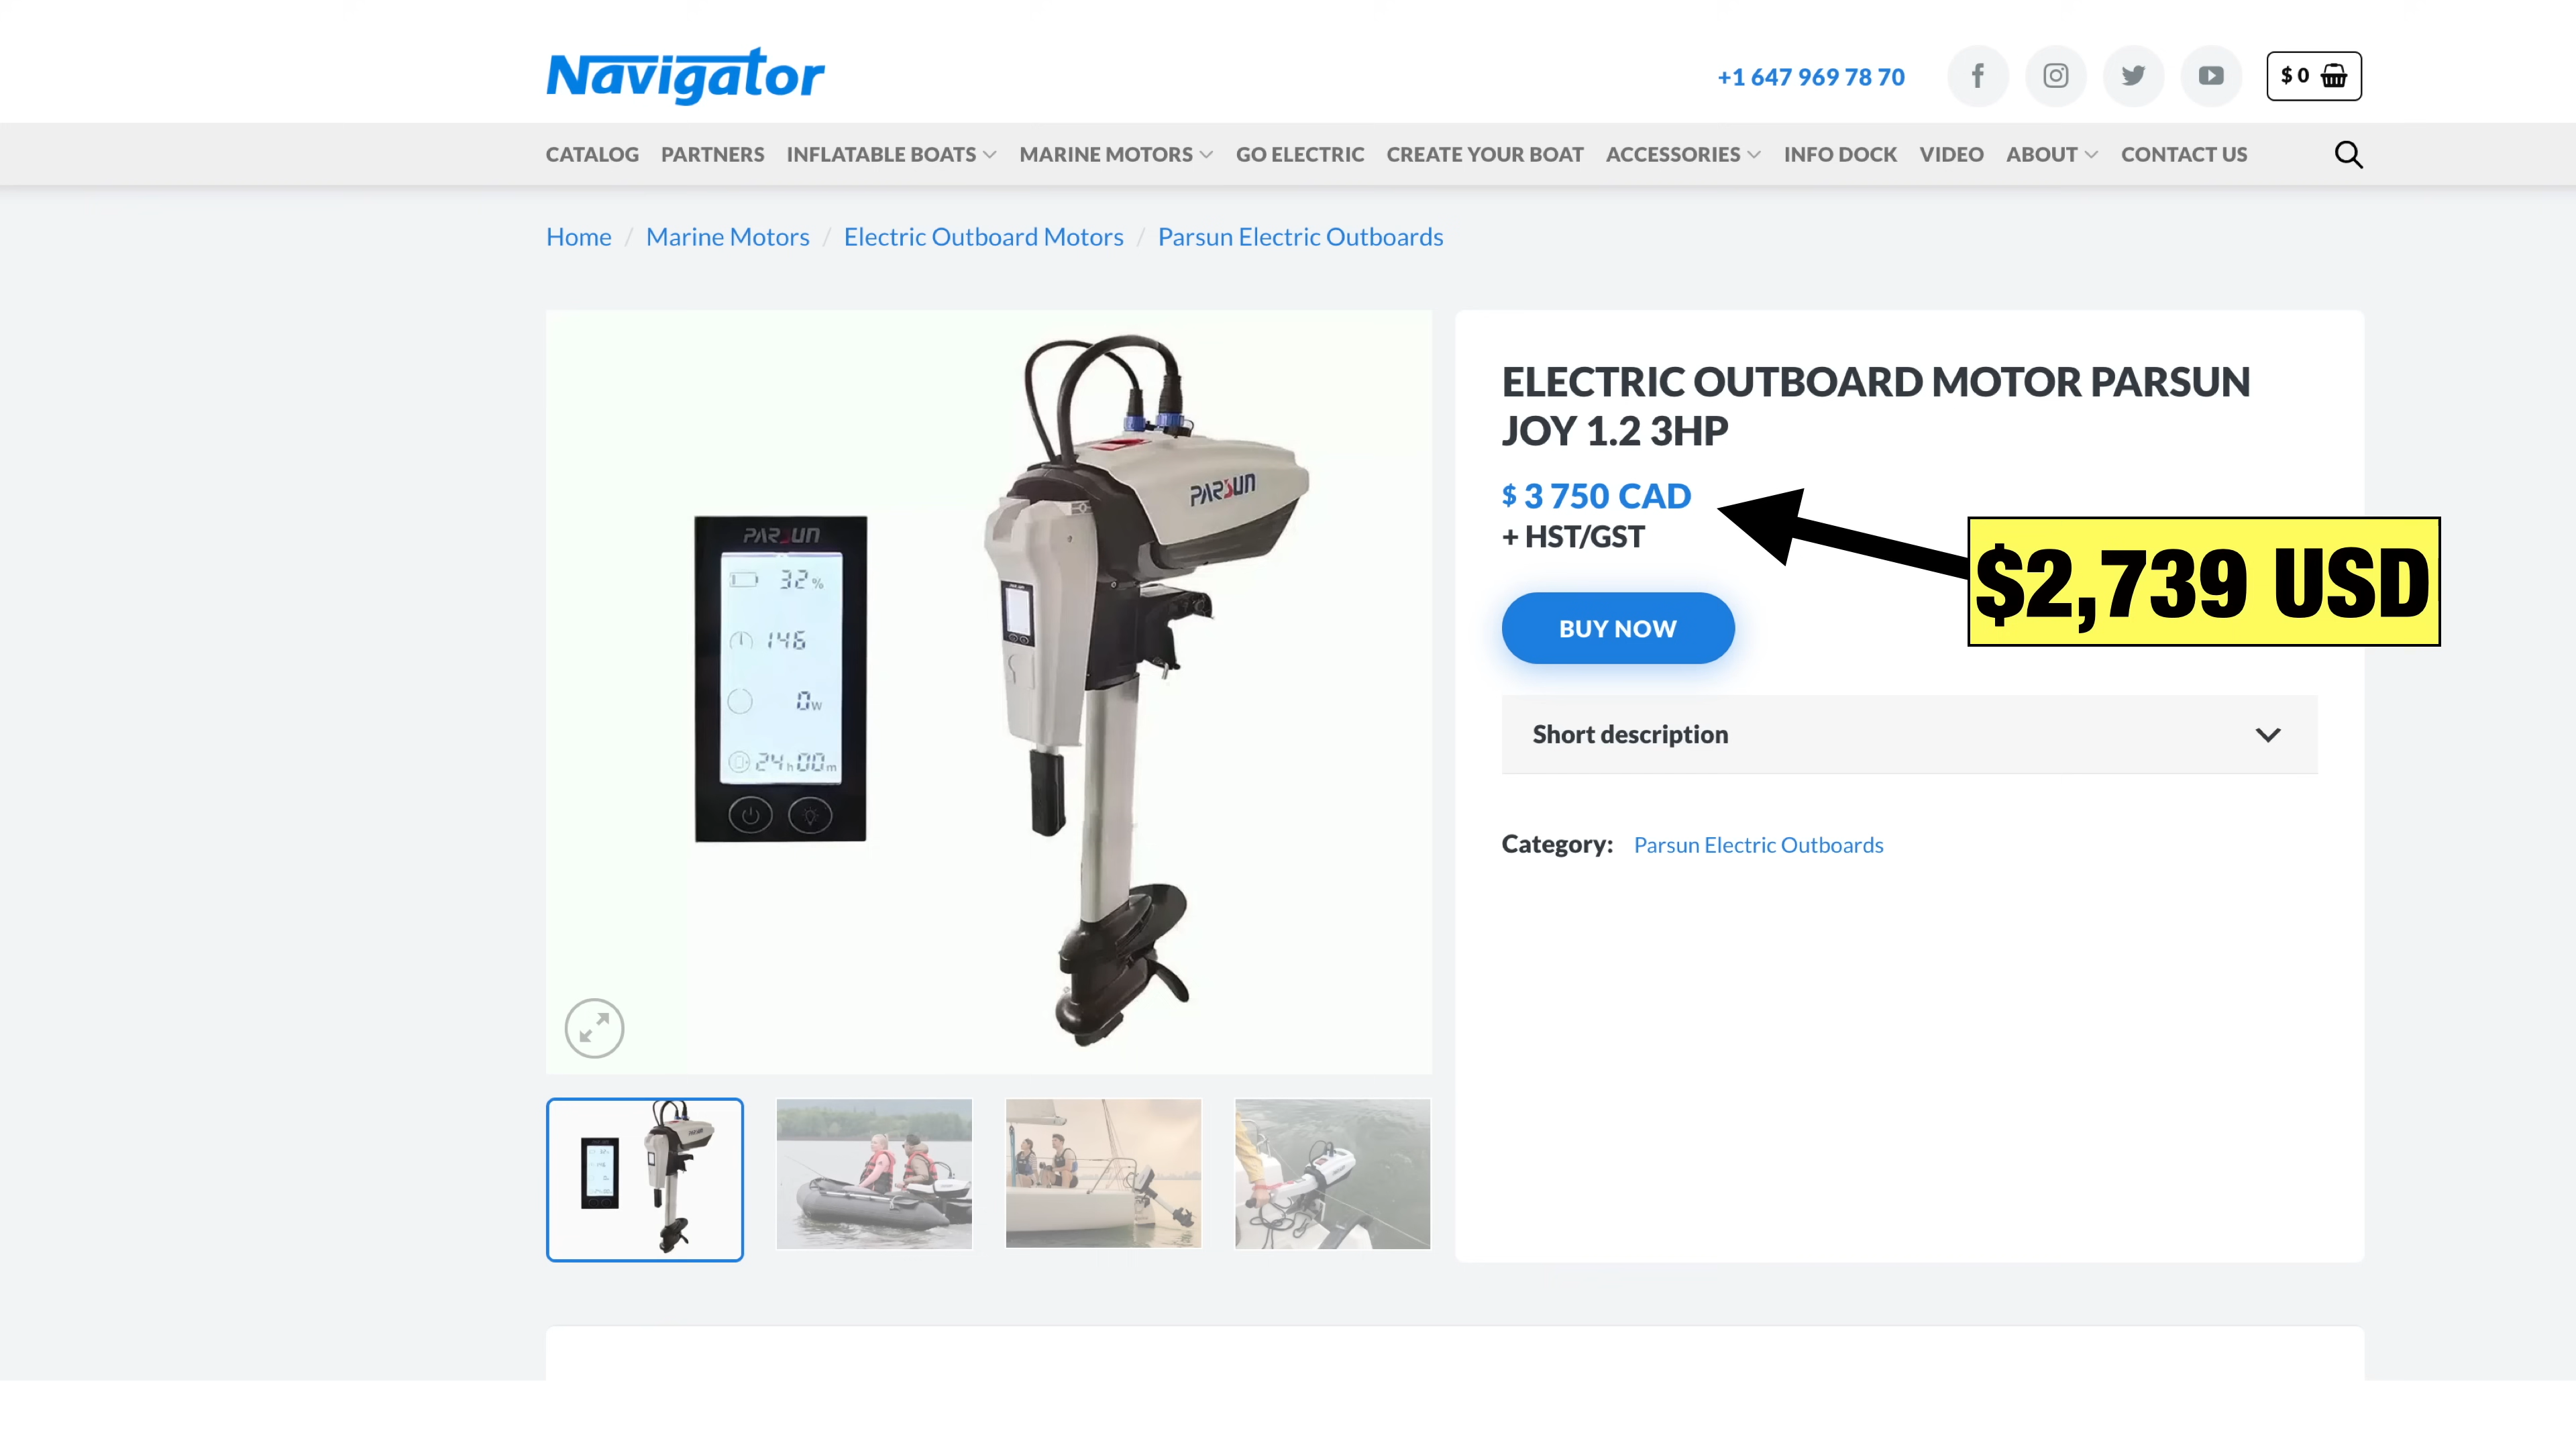 Navigator
+1 647 969 78 70
$ 0
CATALOG PARTNERS INFLATABLE BOATS MARINE MOTORS GO ELECTRIC CREATE YOUR BOAT ACCESSORIES INFO DOCK VIDEO ABOUT CONTACT US
Home / Marine Motors / Electric Outboard Motors / Parsun Electric Outboards
PARSUN
32 %
146
0 w
24 h 00 m
PARSUN
ELECTRIC OUTBOARD MOTOR PARSUN
JOY 1.2 3HP
$ 3 750 CAD
+ HST/GST
$2,739 USD
BUY NOW
Short description
Category: Parsun Electric Outboards